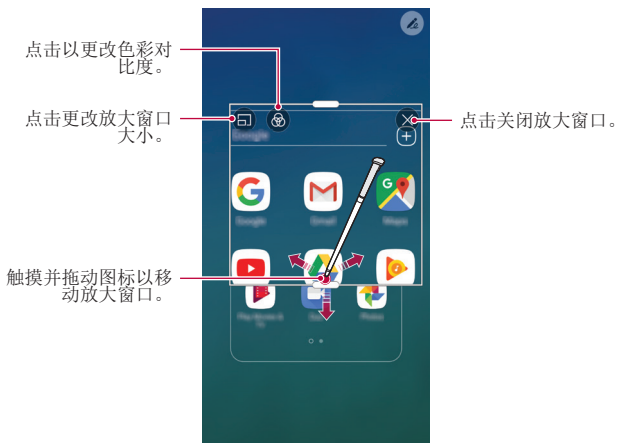 点击以更改色彩对
比度。
点击更改放大窗口
大小。
点击关闭放大窗口。
Google
Google
Gmail
Maps
触摸并拖动图标以移
动放大窗口。
Photos